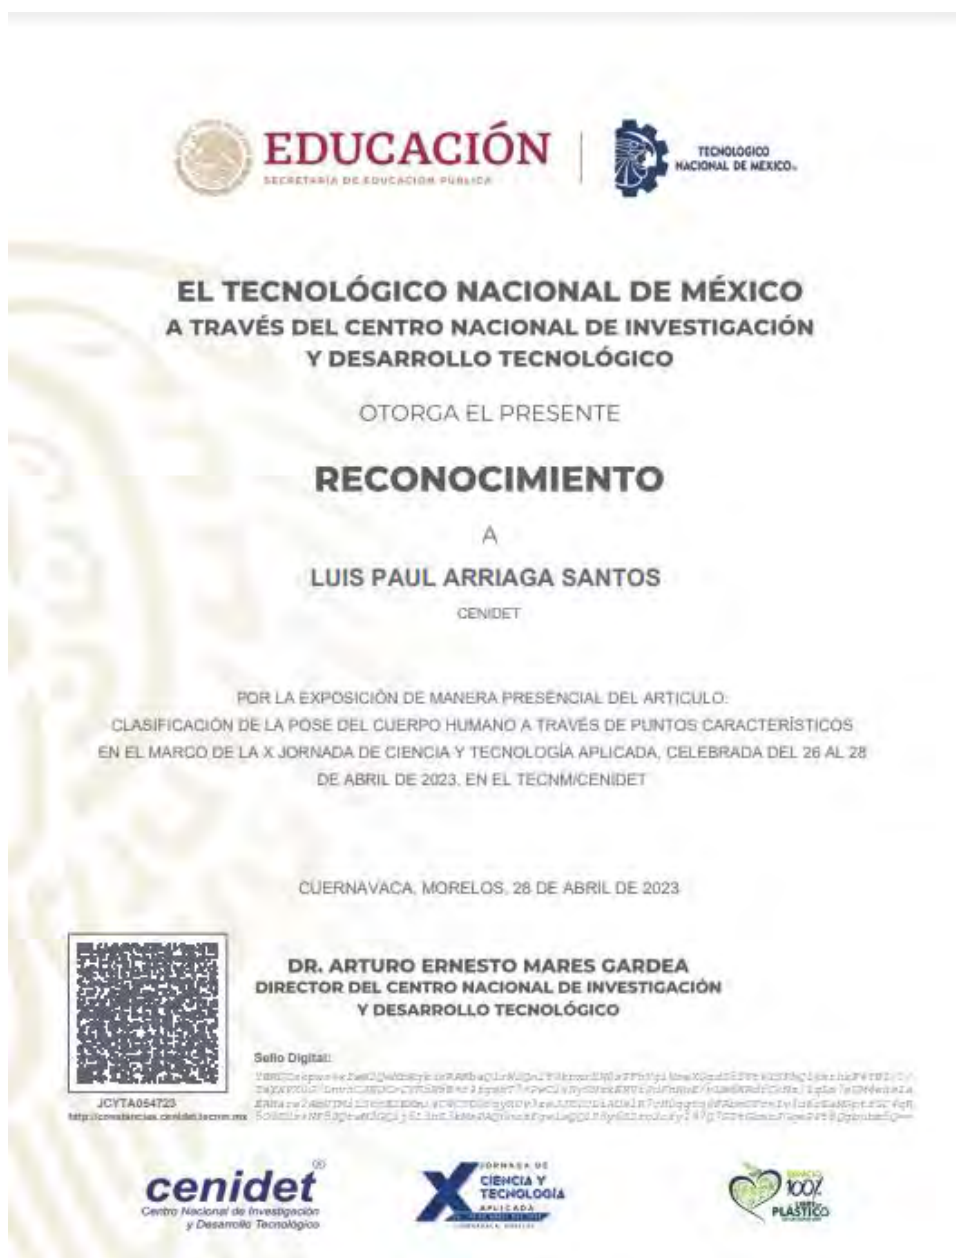 EDUCACIÓN
SECRETARÍA DE EDUCACIÓN PÚBLICA
TECNOLÓGICO
NACIONAL DE MÉXICO
EL TECNOLÓGICO NACIONAL DE MÉXICO
A TRAVÉS DEL CENTRO NACIONAL DE INVESTIGACIÓN
Y DESARROLLO TECNOLÓGICO
OTORGA EL PRESENTE
RECONOCIMIENTO
A
LUIS PAUL ARRIAGA SANTOS
CENIDET
POR LA EXPOSICIÓN DE MANERA PRESENCIAL DEL ARTICULO:
CLASIFICACIÓN DE LA POSE DEL CUERPO HUMANO A TRAVÉS DE PUNTOS CARACTERÍSTICOS
EN EL MARCO DE LA X JORNADA DE CIENCIA Y TECNOLOGÍA APLICADA, CELEBRADA DEL 26 AL 28
DE ABRIL DE 2023, EN EL TECNM/CENIDET
CUERNAVACA, MORELOS, 28 DE ABRIL DE 2023
DR. ARTURO ERNESTO MARES GARDEA
DIRECTOR DEL CENTRO NACIONAL DE INVESTIGACIÓN
Y DESARROLLO TECNOLÓGICO
Sello Digital:
JCYTA054723
http://constancias.cenidet.tecnm.mx
cenidet®
Centro Nacional de Investigación
y Desarrollo Tecnológico
X
JORNADA DE
CIENCIA Y
TECNOLOGÍA
APLICADA
100%
PLÁSTICO